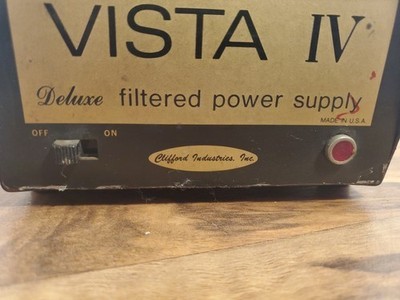 VISTA IV
Deluxe filtered power supply
MADE IN U.S.A
OFF ON
Clifford Industries, Inc.